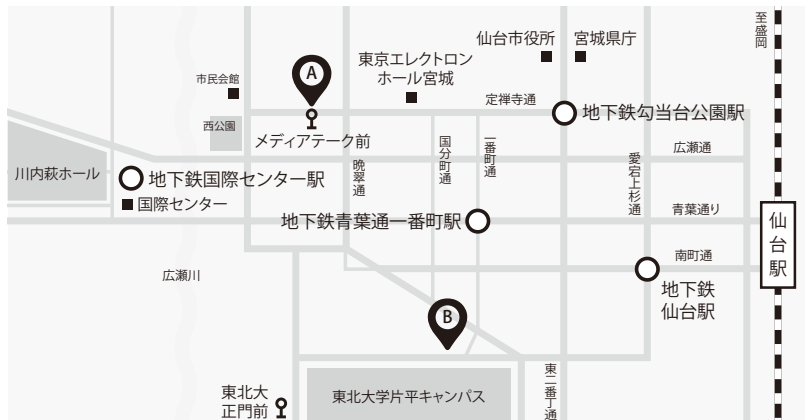 至盛岡
仙台市役所
宮城県庁
東京エレクトロン
ホール宮城
市民会館
A
定禅寺通
地下鉄勾当台公園駅
西公園
メディアテーク前
国分町通
一番町通
広瀬通
川内萩ホール
地下鉄国際センター駅
晩翠通
愛宕上杉通
国際センター
地下鉄青葉通一番町駅
青葉通り
仙台駅
南町通
広瀬川
地下鉄
仙台駅
B
東北大
正門前
東北大学片平キャンパス
東二番丁通